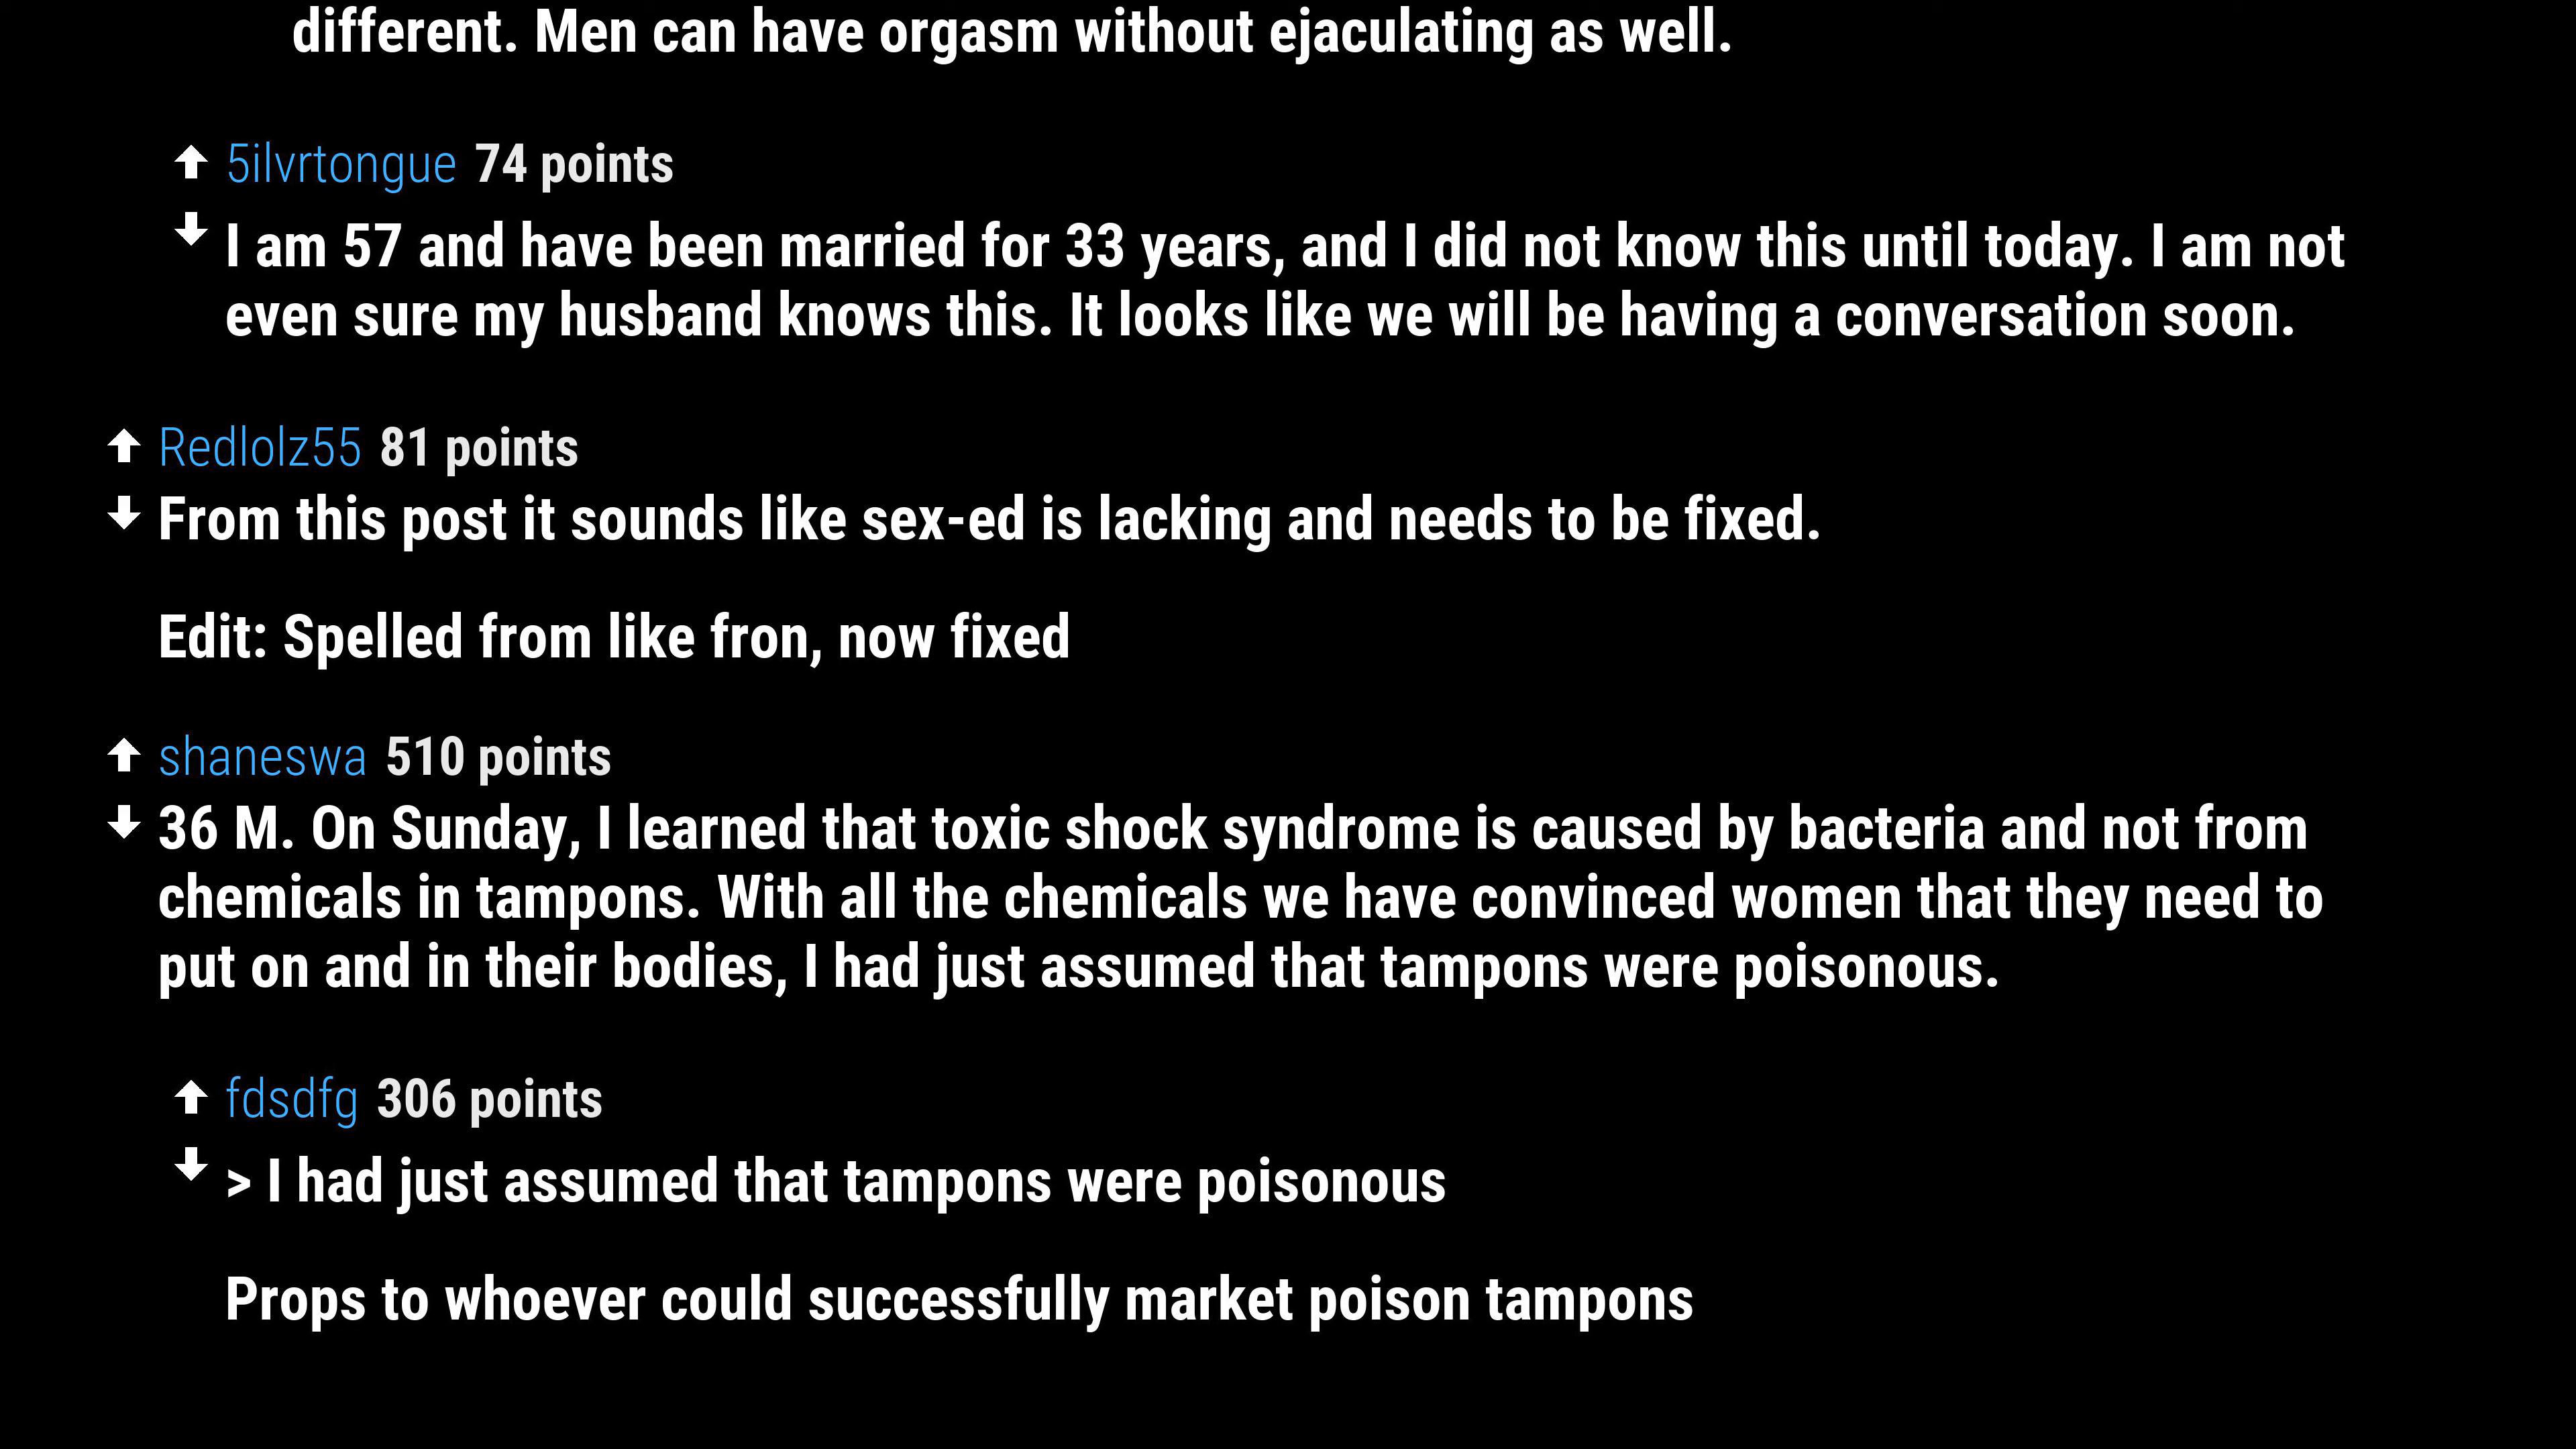 different. Men can have orgasm without ejaculating as well.
5ilvrtongue 74 points
I am 57 and have been married for 33 years, and I did not know this until today. I am not
even sure my husband knows this. It looks like we will be having a conversation soon.
Redlolz55 81 points
From this post it sounds like sex-ed is lacking and needs to be fixed.
Edit: Spelled from like fron, now fixed
shaneswa 510 points
36 M. On Sunday, I learned that toxic shock syndrome is caused by bacteria and not from
chemicals in tampons. With all the chemicals we have convinced women that they need to
put on and in their bodies, I had just assumed that tampons were poisonous.
fdsdfg 306 points
> I had just assumed that tampons were poisonous
Props to whoever could successfully market poison tampons